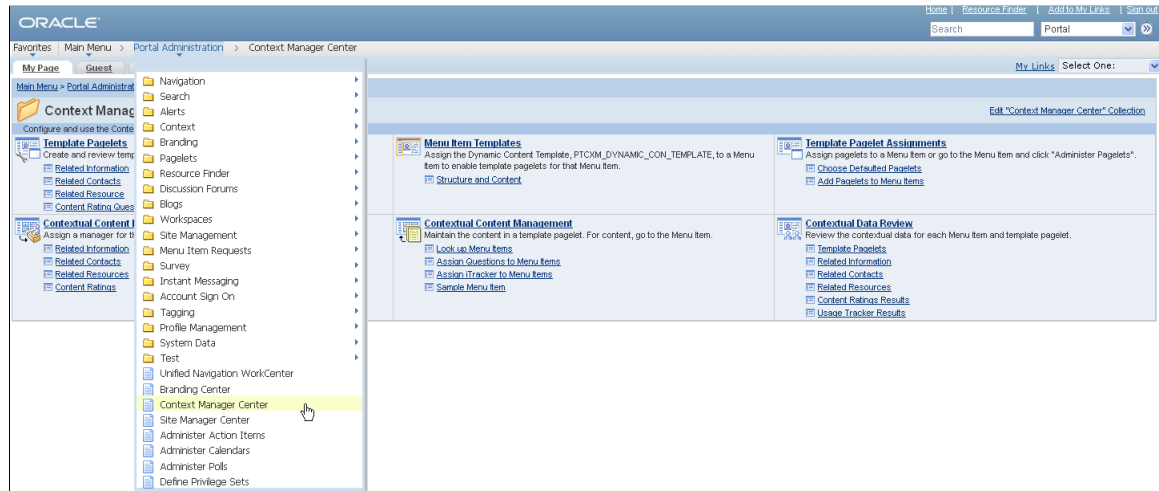 Home | Resource Finder | Add to My Links | Sign out
ORACLE
Search Portal
Favorites Main Menu > Portal Administration > Context Manager Center
My Page Guest My Links Select One:
Main Menu > Portal Administrat
Context Manag Edit "Context Manager Center" Collection
Configure and use the Conte
Template Pagelets
Create and review temp
Related Information
Related Contacts
Related Resource
Content Rating Ques
Menu Item Templates
Assign the Dynamic Content Template, PTCXM_DYNAMIC_CON_TEMPLATE, to a Menu
Item to enable template pagelets for that Menu Item.
Structure and Content
Template Pagelet Assignments
Assign pagelets to a Menu Item or go to the Menu Item and click "Administer Pagelets".
Choose Defaulted Pagelets
Add Pagelets to Menu Items
Contextual Content
Assign a manager for th
Related Information
Related Contacts
Related Resources
Content Ratings
Contextual Content Management
Maintain the content in a template pagelet. For content, go to the Menu Item.
Look up Menu Items
Assign Questions to Menu Items
Assign iTracker to Menu Items
Sample Menu Item
Contextual Data Review
Review the contextual data for each Menu Item and template pagelet.
Template Pagelets
Related Information
Related Contacts
Related Resources
Content Ratings Results
Usage Tracker Results
Navigation
Search
Alerts
Context
Branding
Pagelets
Resource Finder
Discussion Forums
Blogs
Workspaces
Site Management
Menu Item Requests
Survey
Instant Messaging
Account Sign On
Tagging
Profile Management
System Data
Test
Unified Navigation WorkCenter
Branding Center
Context Manager Center
Site Manager Center
Administer Action Items
Administer Calendars
Administer Polls
Define Privilege Sets